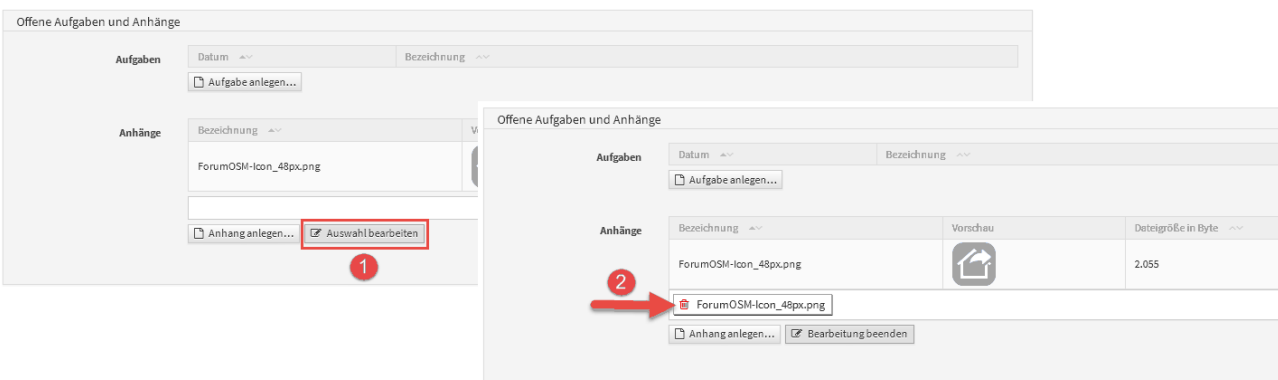 Offene Aufgaben und Anhänge
Aufgaben Datum Bezeichnung
Aufgabe anlegen...
Anhänge Bezeichnung
ForumOSM-Icon_48px.png
Anhang anlegen... Auswahl bearbeiten
1
Offene Aufgaben und Anhänge
Aufgaben Datum Bezeichnung
Aufgabe anlegen...
Anhänge Bezeichnung Vorschau Dateigröße in Byte
ForumOSM-Icon_48px.png 2.055
2
ForumOSM-Icon_48px.png
Anhang anlegen... Bearbeitung beenden